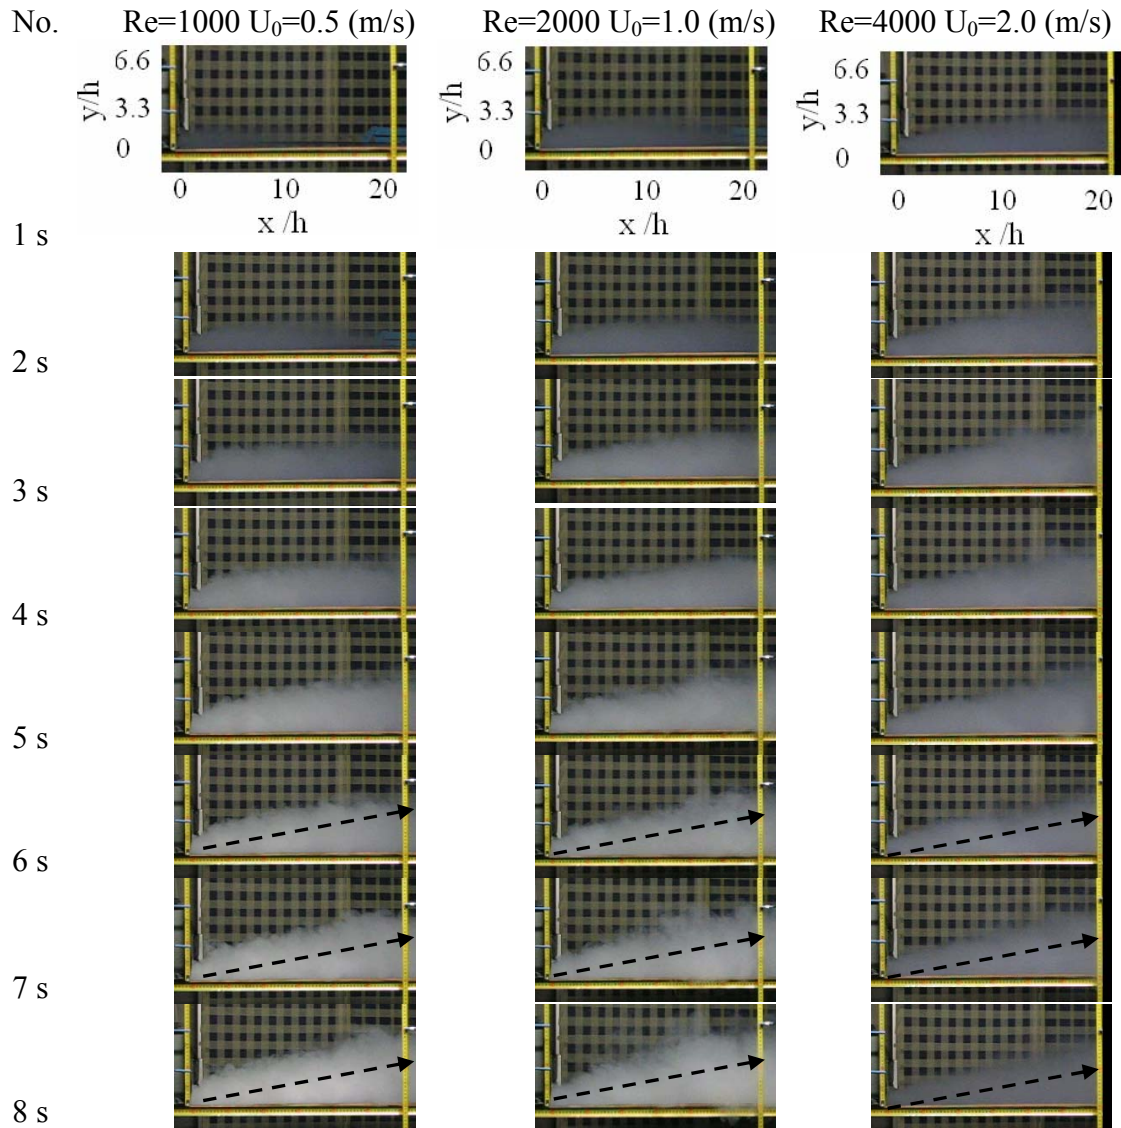 No. Re=1000 U₀=0.5 (m/s) Re=2000 U₀=1.0 (m/s) Re=4000 U₀=2.0 (m/s)
y/h 6.6 y/h 6.6 y/h 6.6
3.3 3.3 3.3
0 0 0
0 10 20 0 10 20 0 10 20
x /h x /h x /h
1 s
2 s
3 s
4 s
5 s
6 s
7 s
8 s